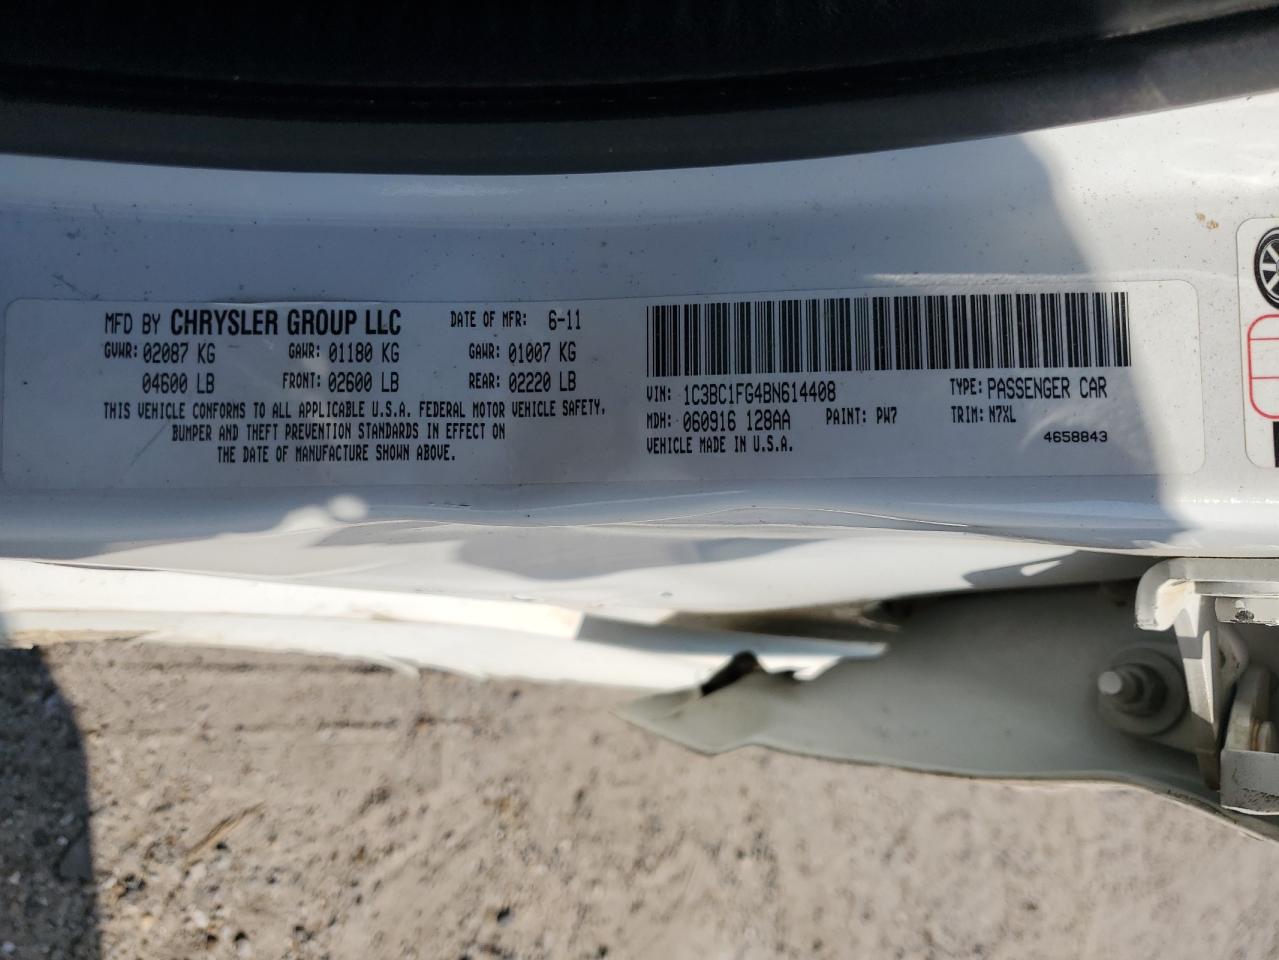 MFD BY CHRYSLER GROUP LLC DATE OF MFR: 6-11
GVWR: 02087 KG GAWR: 01180 KG GAWR: 01007 KG
04600 LB FRONT: 02600 LB REAR: 02220 LB
THIS VEHICLE CONFORMS TO ALL APPLICABLE U.S.A. FEDERAL MOTOR VEHICLE SAFETY,
BUMPER AND THEFT PREVENTION STANDARDS IN EFFECT ON
THE DATE OF MANUFACTURE SHOWN ABOVE.
VIN: 1C3BC1FG4BN614408 TYPE: PASSENGER CAR
MDH: 060916 128AA PAINT: PW7 TRIM: N7XL
VEHICLE MADE IN U.S.A. 4658843